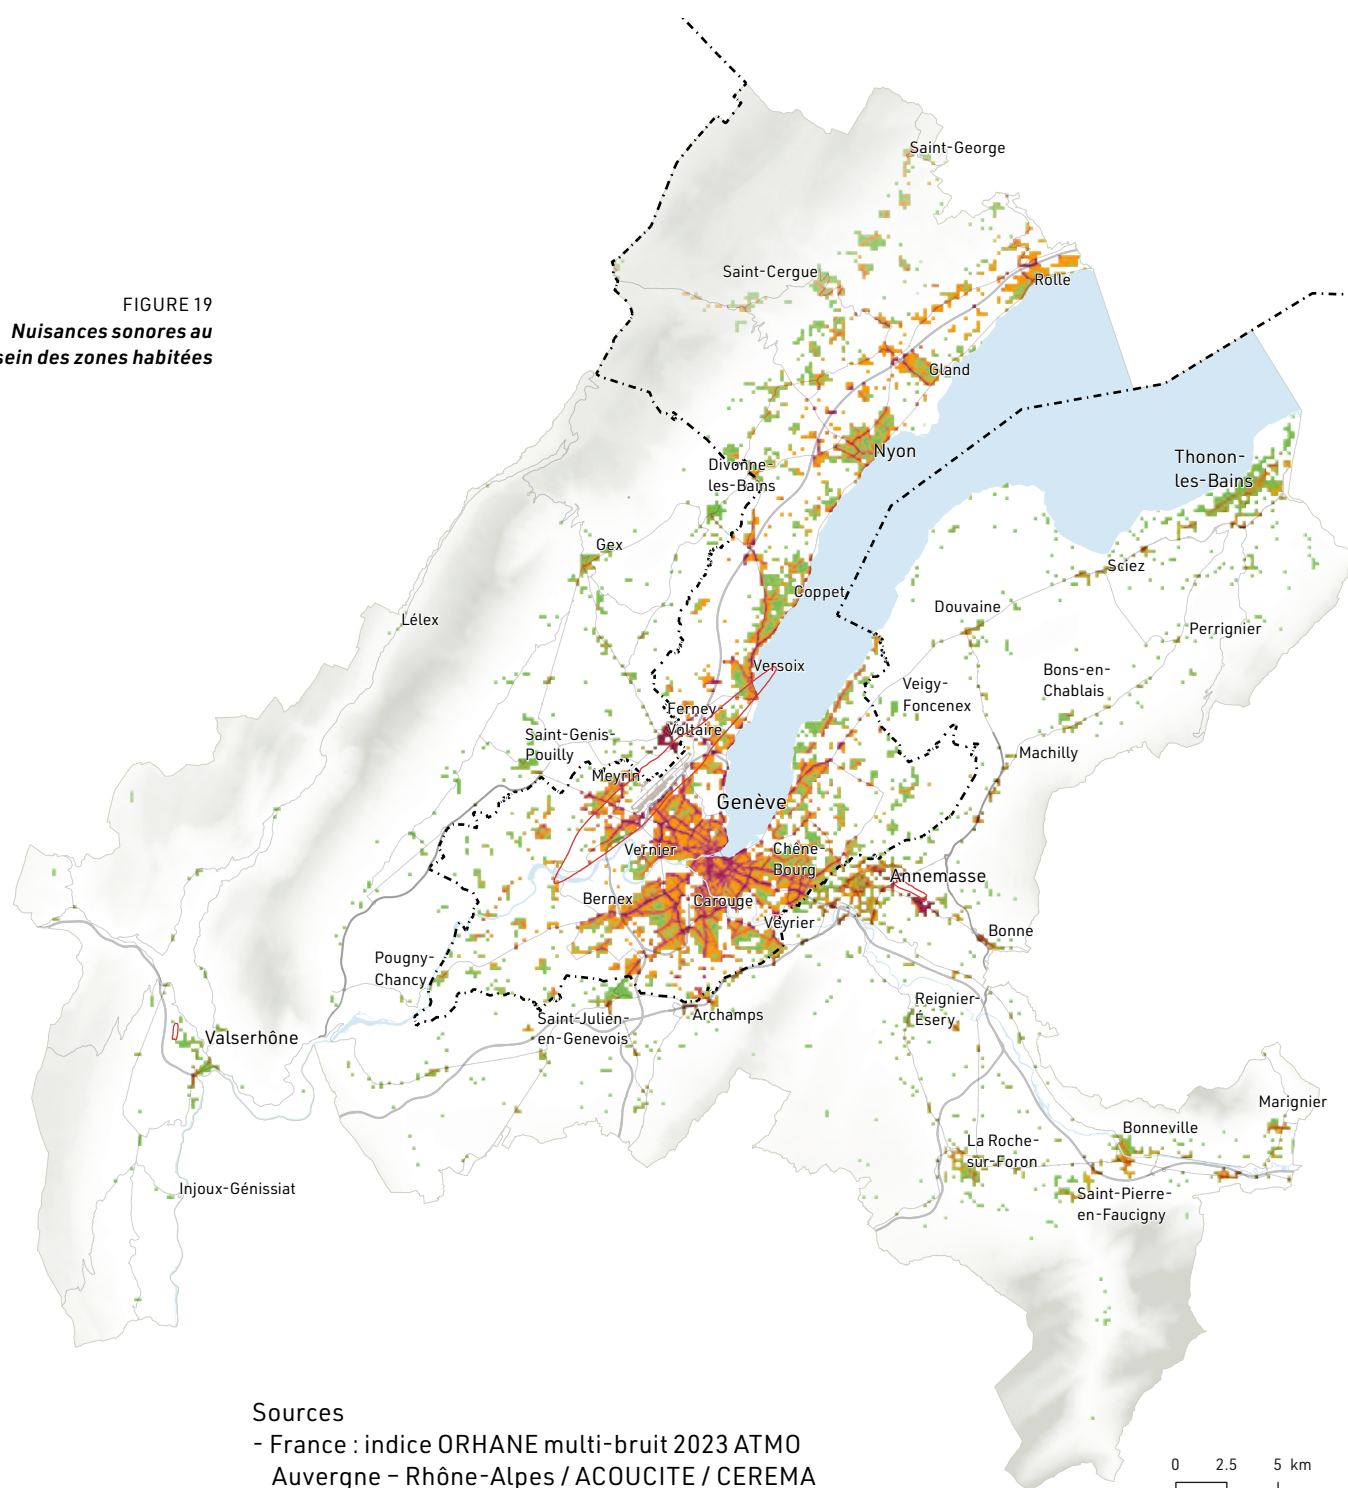 FIGURE 19
Nuisances sonores au
sein des zones habitées
Saint-George
Saint-Cergue
Rolle
Gland
Nyon
Divonne-
les-Bains
Thonon-
les-Bains
Gex
Sciez
Coppet
Douvaine
Lélex
Perrignier
Versoix
Bons-en-
Chablais
Veigy-
Foncenex
Ferney-
Voltaire
Saint-Genis-
Pouilly
Machilly
Meyrin
Genève
Vernier
Chêne-
Bourg
Annemasse
Bernex
Carouge
Veyrier
Bonne
Pougny-
Chancy
Reignier-
Ésery
Archamps
Saint-Julien-
en-Genevois
Valserhône
Marignier
Bonneville
La Roche-
sur-Foron
Injoux-Génissiat
Saint-Pierre-
en-Faucigny
Sources
- France : indice ORHANE multi-bruit 2023 ATMO
Auvergne – Rhône-Alpes / ACOUCITE / CEREMA
0 2.5 5 km